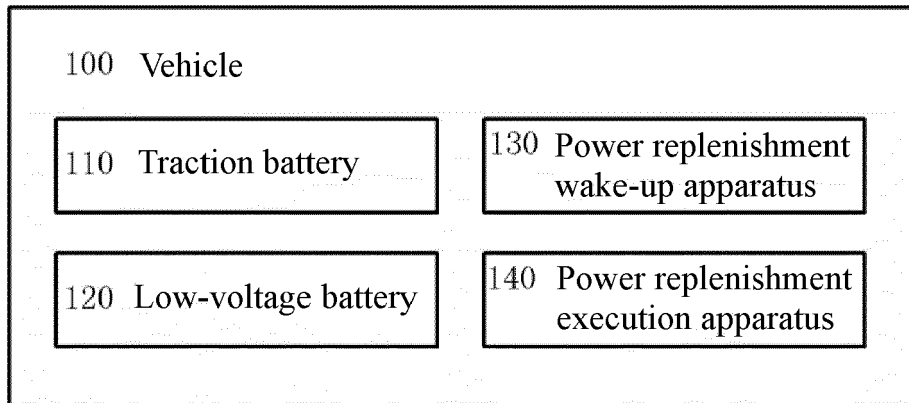 100 Vehicle
110 Traction battery
130 Power replenishment
wake-up apparatus
120 Low-voltage battery
140 Power replenishment
execution apparatus